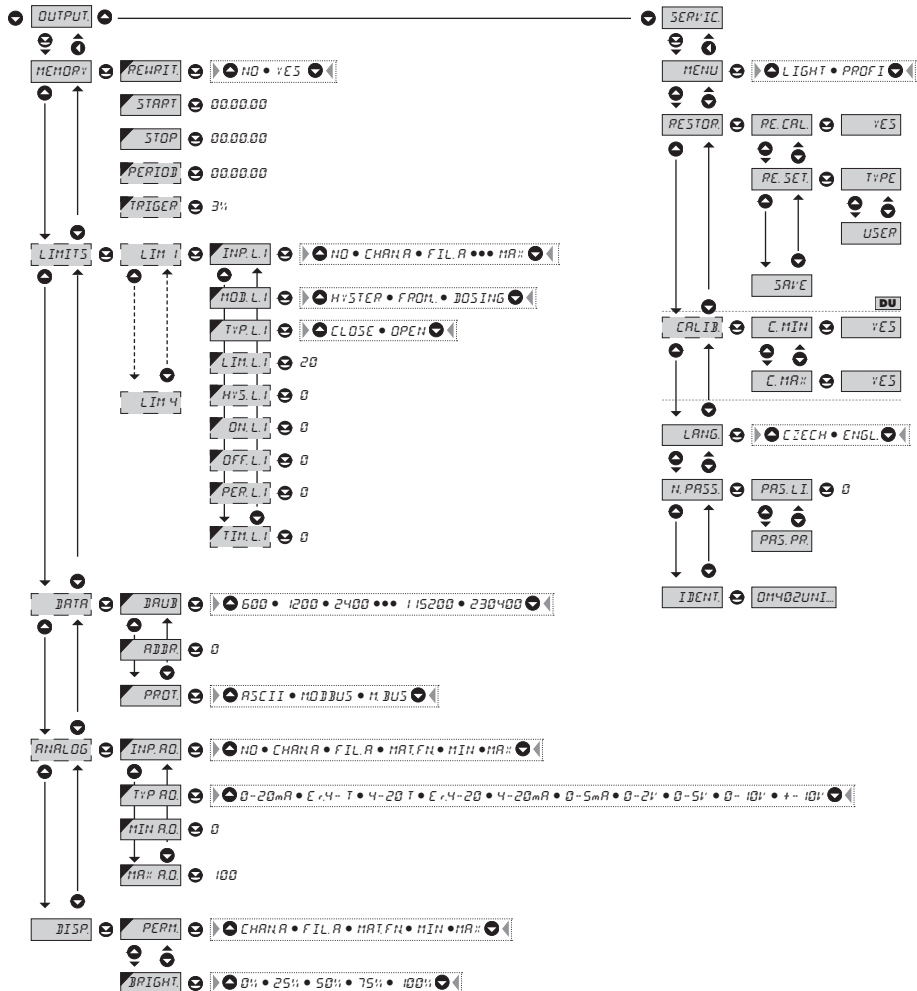 OUTPUT.
MEMORY REWRIT. NO • YES
START 00.00.00
STOP 00.00.00
PERIOD 00.00.00
TRIGER 3%
LIMITS LIM 1 INP. L.1 NO • CHAN.A • FIL. A ••• MAX
MOD. L.1 HYSTER • FROM.. • DOSING
TYP. L.1 CLOSE • OPEN
LIM. L.1 20
LIM 4
HYS. L.1 0
ON. L.1 0
OFF. L.1 0
PER. L.1 0
TIM. L.1 0
DATA BAUD 600 • 1200 • 2400 ••• 115200 • 230400
ADDR. 0
PROT. ASCII • MODBUS • M. BUS
ANALOG INP. A.O. NO • CHAN.A • FIL. A • MAT.FN. • MIN • MAX
TYP A.O. 0-20mA • Er.4- T • 4-20 T • Er.4-20 • 4-20mA • 0-5mA • 0-2V • 0-5V • 0- 10V • +- 10V
MIN A.O. 0
MAX A.O. 100
DISP. PERM. CHAN.A • FIL. A • MAT.FN. • MIN • MAX
BRIGHT. 0% • 25% • 50% • 75% • 100%
SERVIC.
MENU LIGHT • PROFI
RESTOR. RE. CAL. YES
RE. SET. TYPE
USER
SAVE
DU
CALIB. C. MIN YES
C. MAX YES
LANG. CZECH • ENGL.
N. PASS. PAS. LI. 0
PAS. PR.
IDENT. OM402UNI...